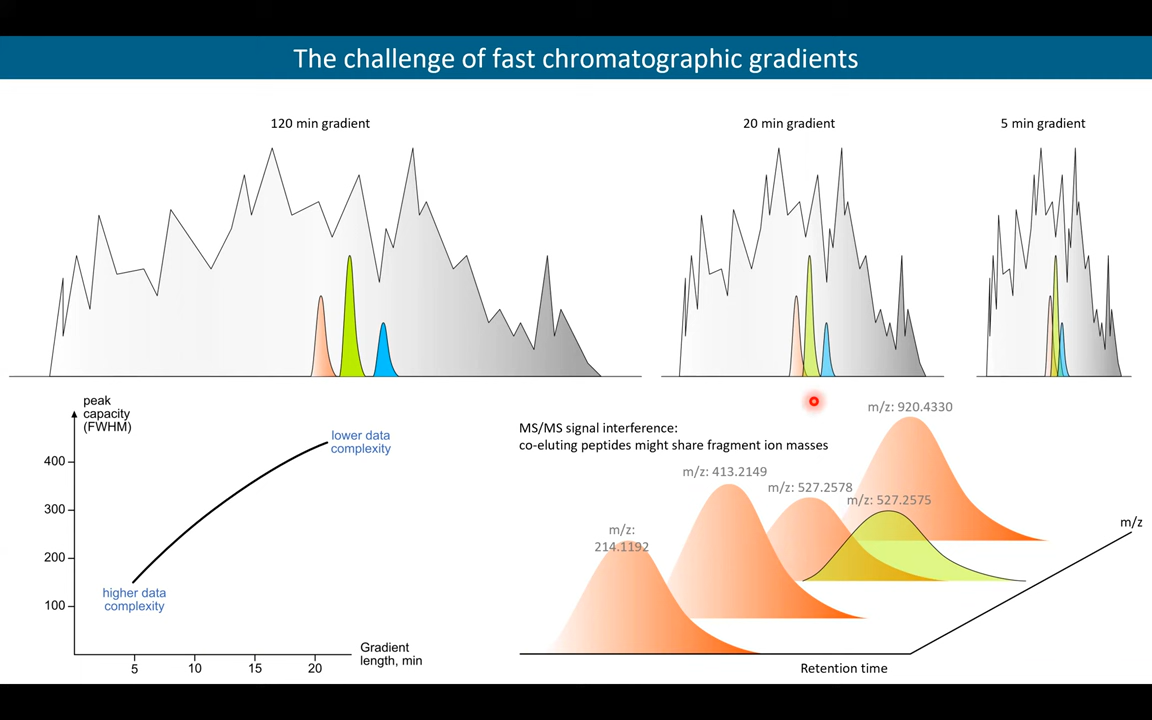 The challenge of fast chromatographic gradients
120 min gradient
20 min gradient
5 min gradient
peak
capacity
(FWHM)
400
300
200
100
lower data
complexity
higher data
complexity
5
10
15
20
Gradient
length, min
MS/MS signal interference:
co-eluting peptides might share fragment ion masses
m/z: 920.4330
m/z: 413.2149
m/z: 527.2578
m/z: 527.2575
m/z:
214.1192
m/z
Retention time